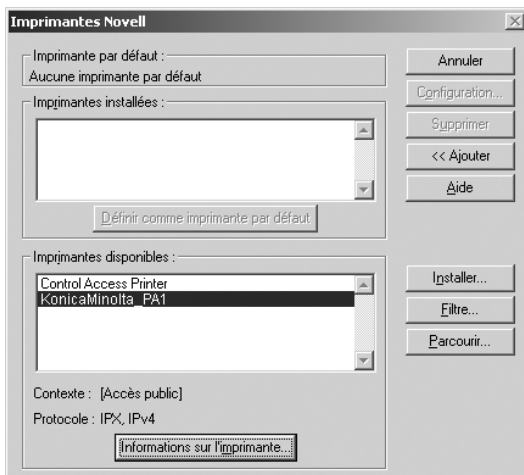 Imprimantes Novell
Imprimante par défaut :
Aucune imprimante par défaut
Imprimantes installées :
Définir comme imprimante par défaut
Imprimantes disponibles :
Control Access Printer
KonicaMinolta_PA1
Contexte : [Accès public]
Protocole : IPX, IPv4
Informations sur l'imprimante...
Annuler
Configuration...
Supprimer
<< Ajouter
Aide
Installer...
Filtre...
Parcourir...